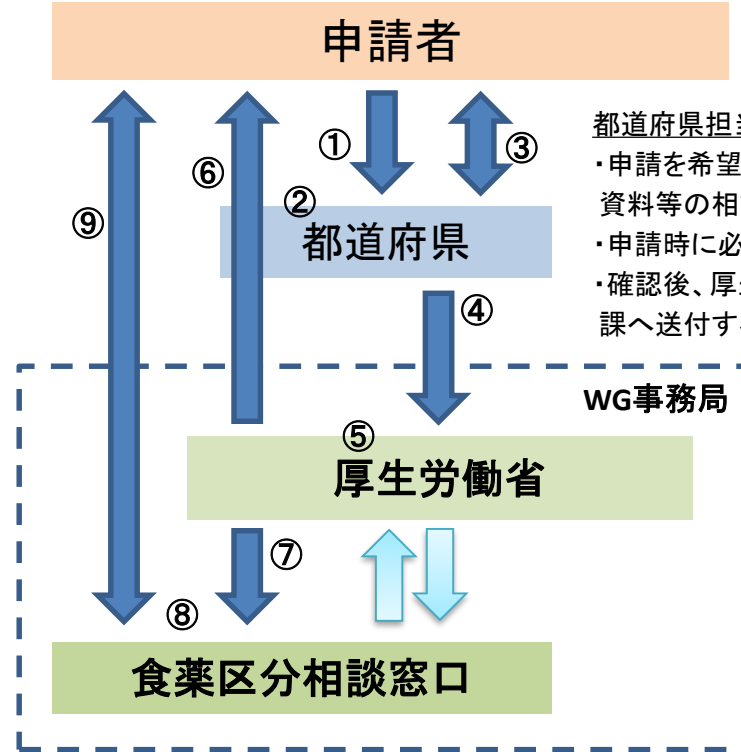 申請者
①
③
⑥
②
⑨
都道府県
都道府県担
・申請を希望
資料等の相
・申請時に必
・確認後、厚
課へ送付す
④
WG事務局
⑤
厚生労働省
⑦
⑧
食薬区分相談窓口